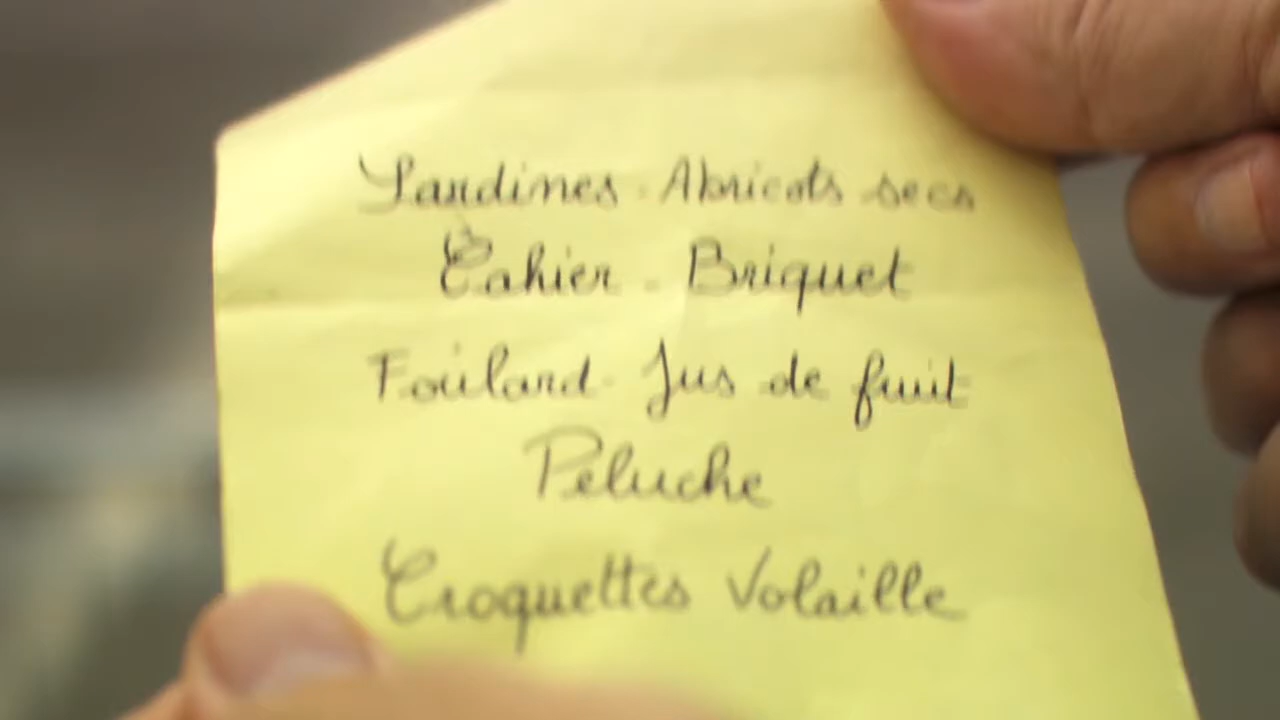 Sardines - Abricots secs
Cahier - Briquet
Foulard - Jus de fruit
Peluche
Croquettes Volaille